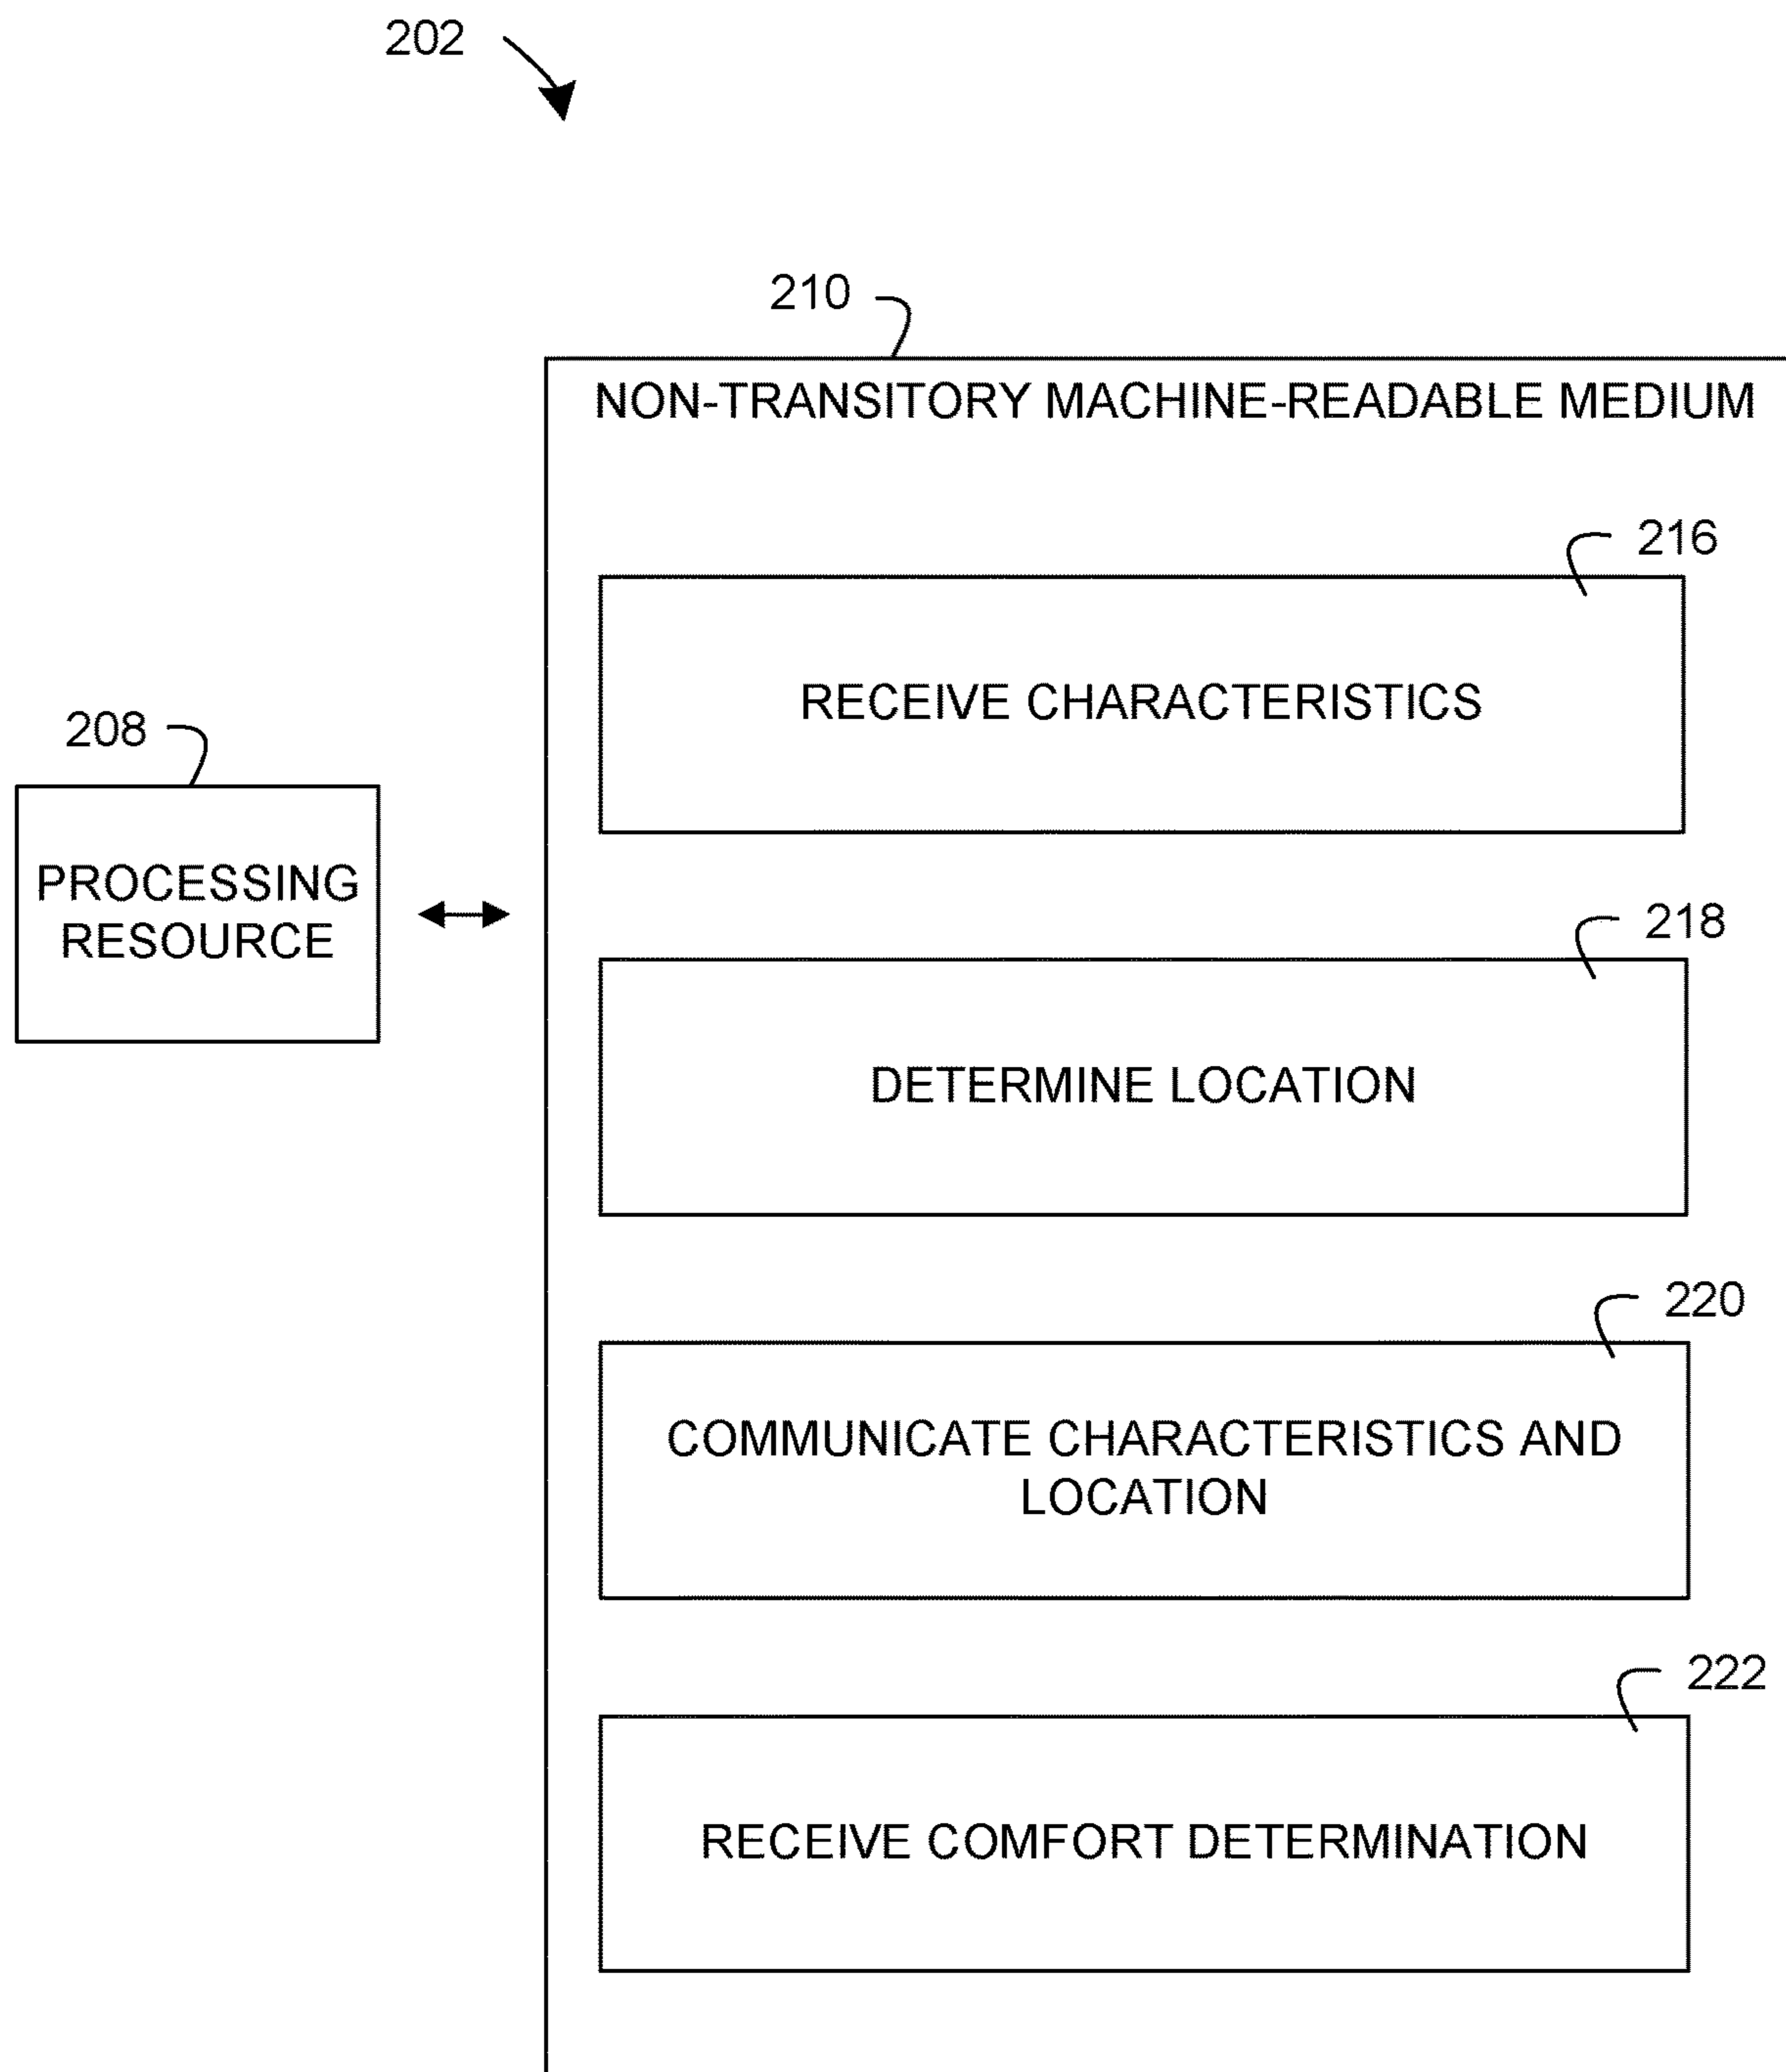 202
210
NON-TRANSITORY MACHINE-READABLE MEDIUM
216
RECEIVE CHARACTERISTICS
208
PROCESSING
RESOURCE
218
DETERMINE LOCATION
220
COMMUNICATE CHARACTERISTICS AND
LOCATION
222
RECEIVE COMFORT DETERMINATION